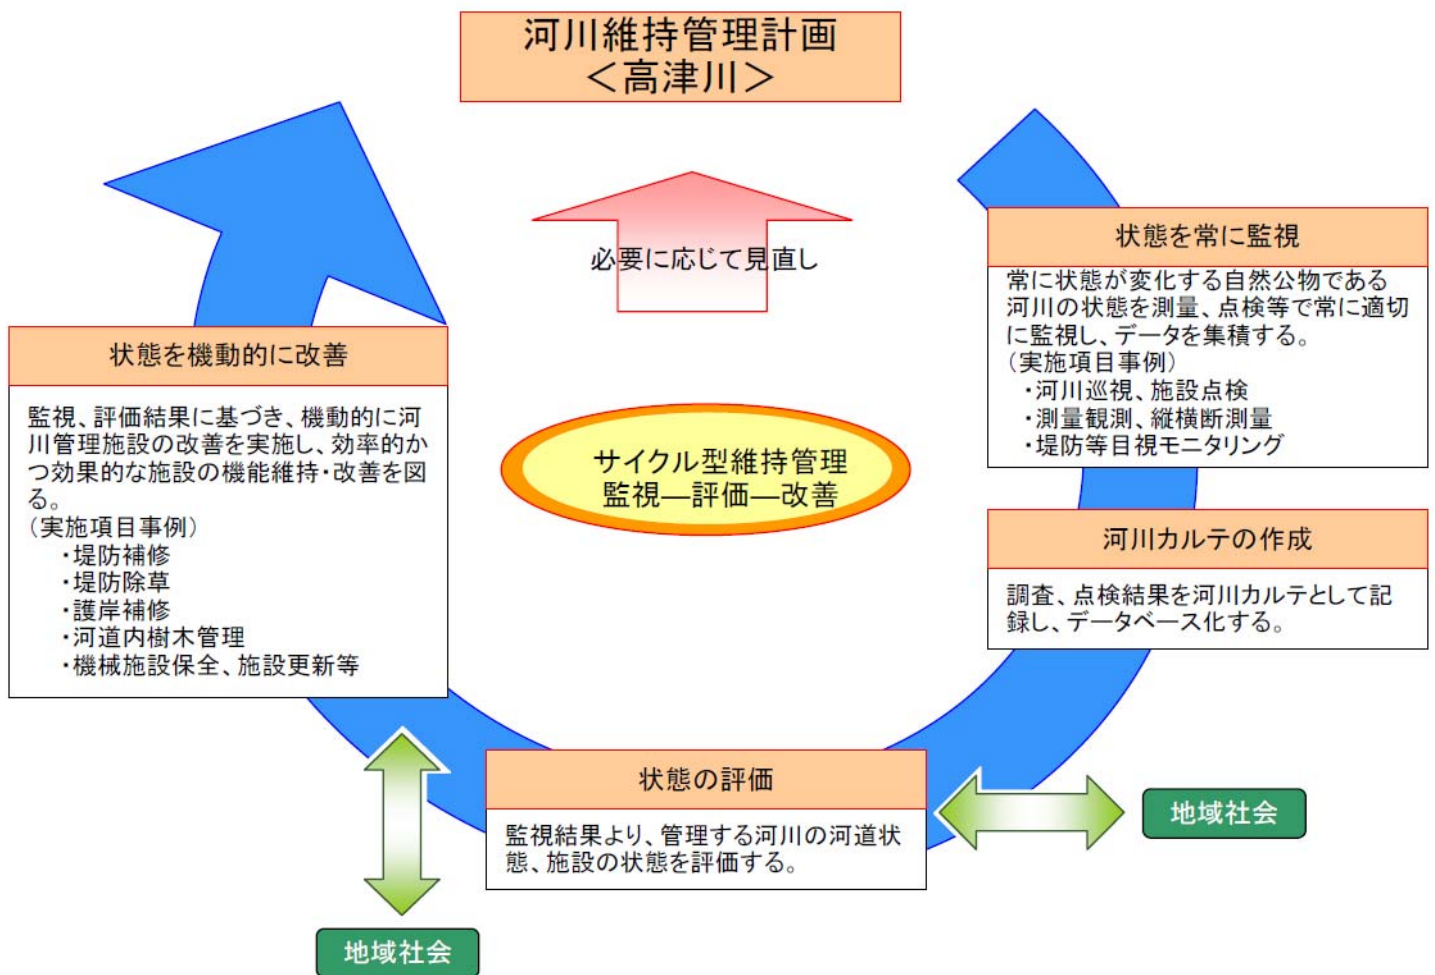 河川維持管理計画
＜高津川＞
必要に応じて見直し
状態を常に監視
常に状態が変化する自然公物である
河川の状態を測量、点検等で常に適切
に監視し、データを集積する。
（実施項目事例）
・河川巡視、施設点検
・測量観測、縦横断測量
・堤防等目視モニタリング
状態を機動的に改善
監視、評価結果に基づき、機動的に河
川管理施設の改善を実施し、効率的か
つ効果的な施設の機能維持・改善を図
る。
（実施項目事例）
・堤防補修
・堤防除草
・護岸補修
・河道内樹木管理
・機械施設保全、施設更新等
サイクル型維持管理
監視―評価―改善
河川カルテの作成
調査、点検結果を河川カルテとして記
録し、データベース化する。
状態の評価
監視結果より、管理する河川の河道状
態、施設の状態を評価する。
地域社会
地域社会